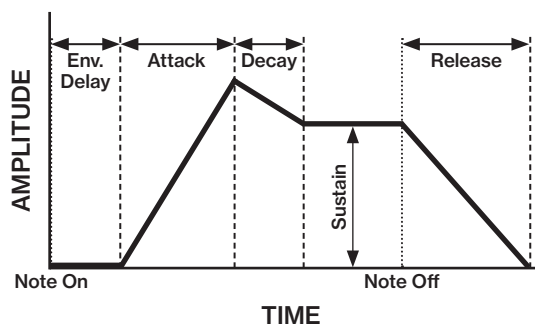 Env.
Delay
Attack
Decay
Release
AMPLITUDE
Sustain
Note On
Note Off
TIME